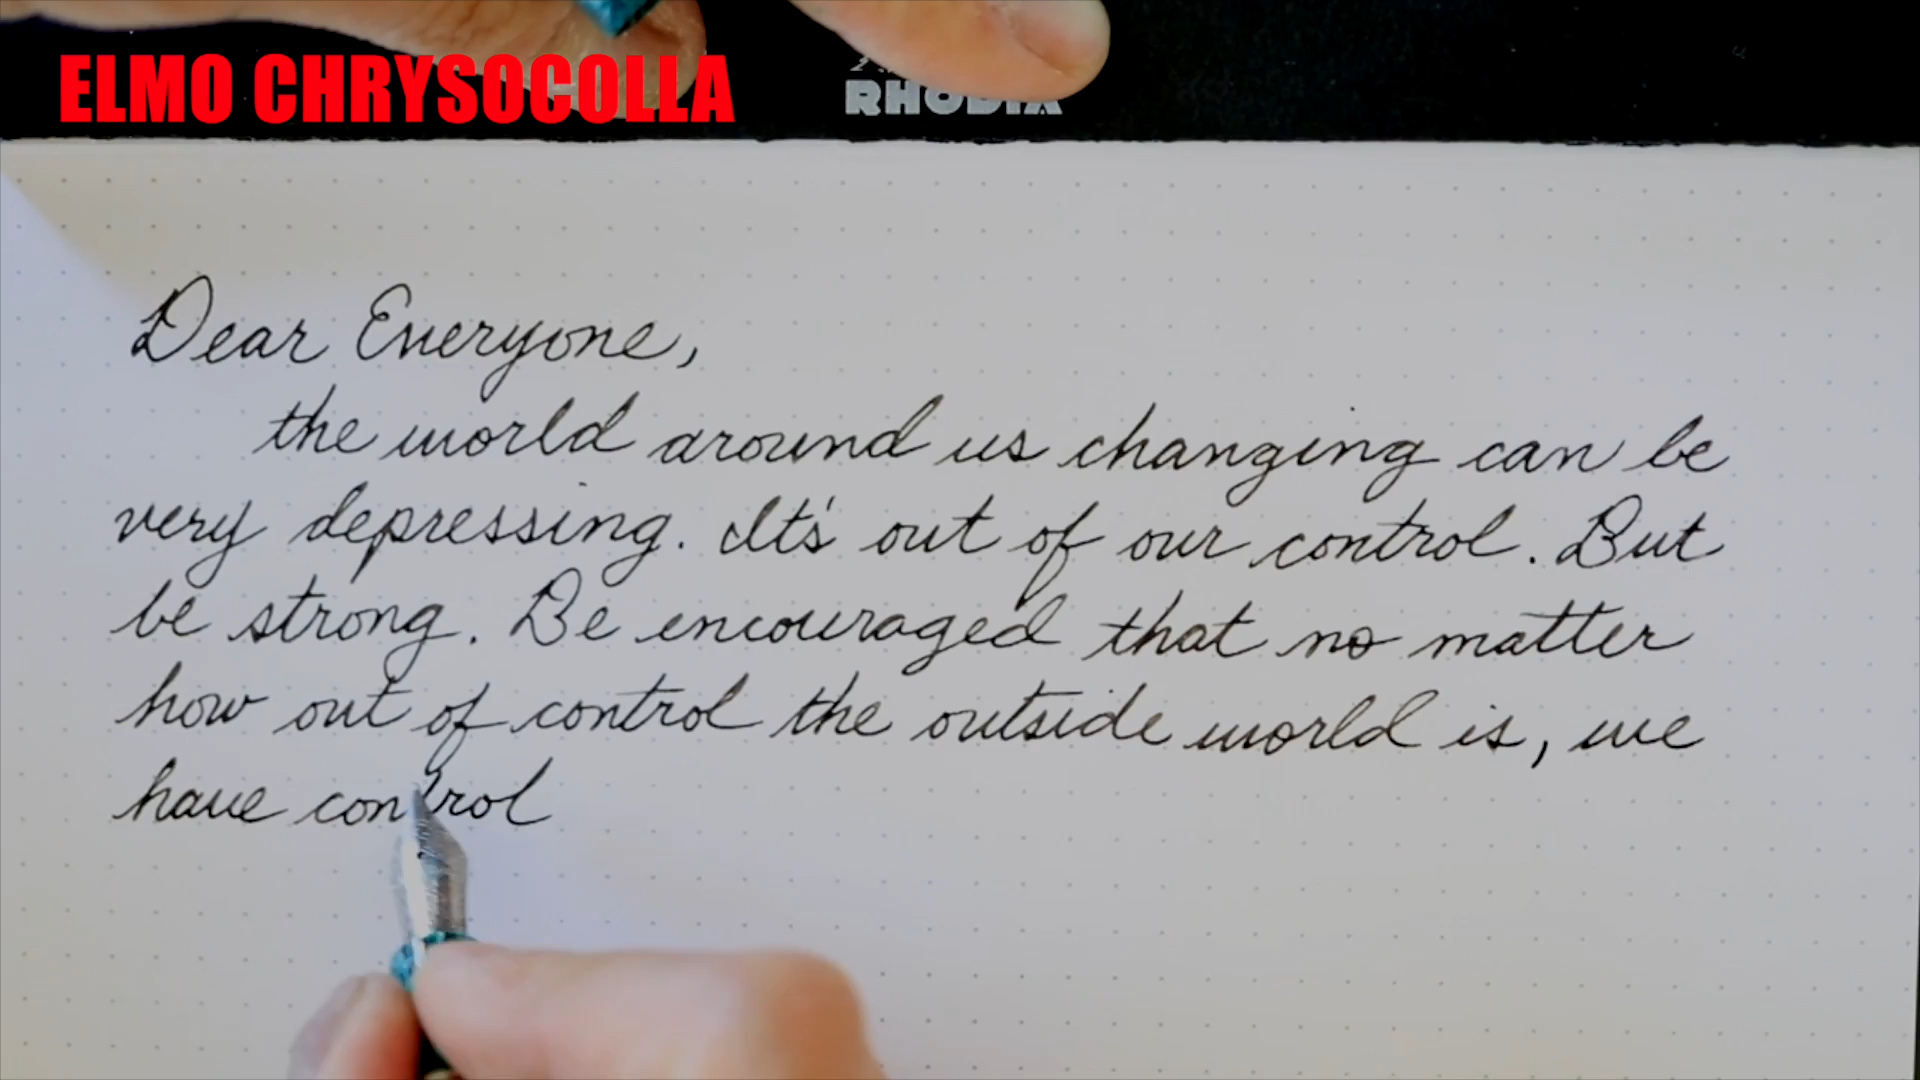 ELMO CHRYSOCOLLA
RHODIA
Dear Everyone,
the world around us changing can be
very depressing. It's out of our control. But
be strong. Be encouraged that no matter
how out of control the outside world is, we
have control